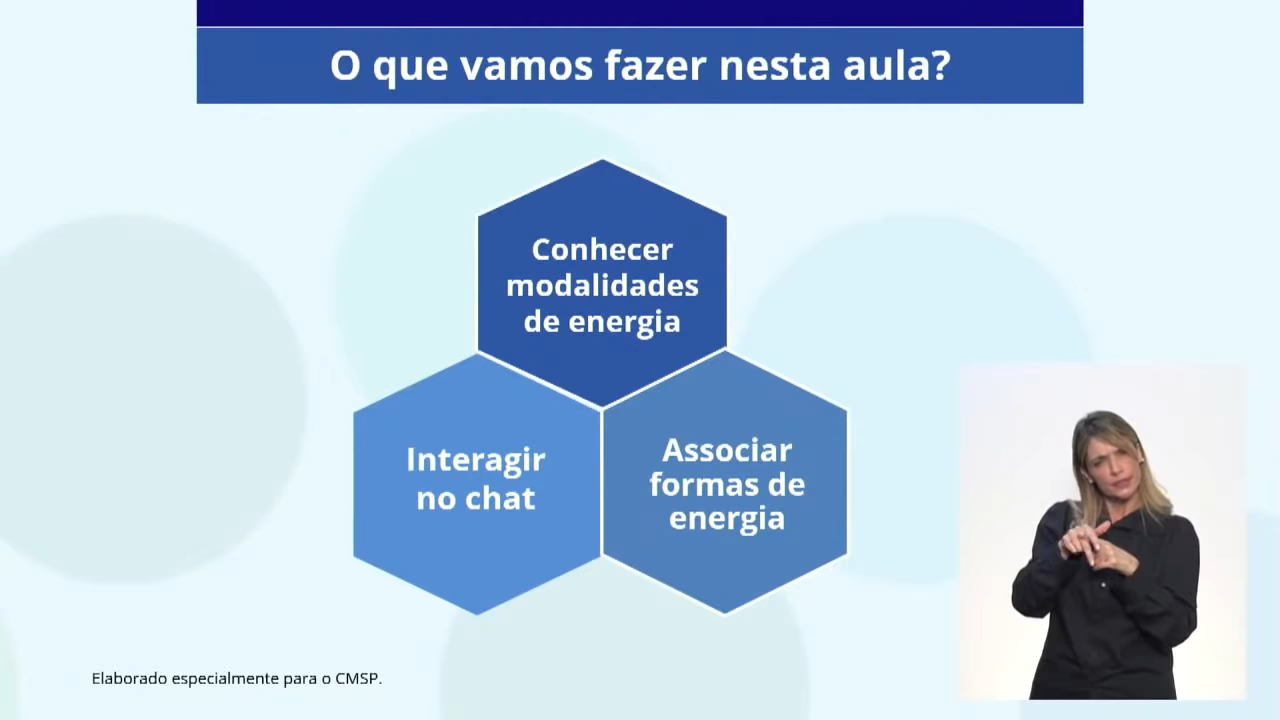 O que vamos fazer nesta aula?
Conhecer
modalidades
de energia
Interagir
no chat
Associar
formas de
energia
Elaborado especialmente para o CMSP.